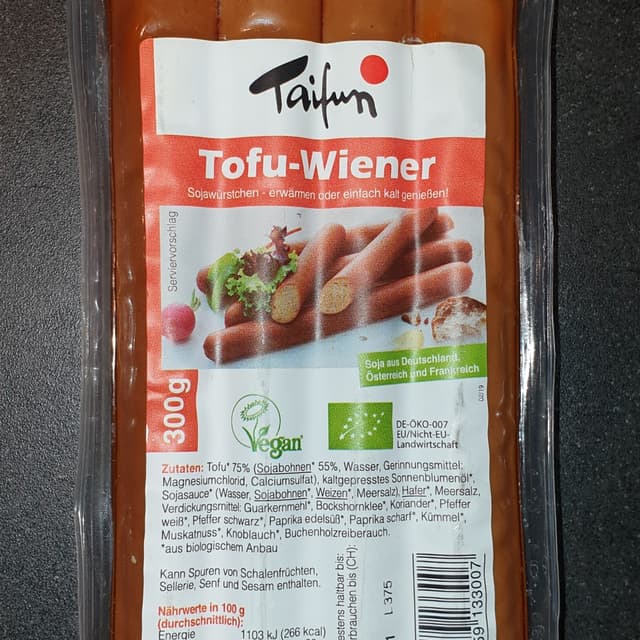 Taifun
Tofu-Wiener
Sojawürstchen - erwärmen oder einfach kalt genießen!
Serviervorschlag
Soja aus Deutschland,
Österreich und Frankreich
300g
Vegan
DE-ÖKO-007
EU/Nicht-EU-
Landwirtschaft
Zutaten: Tofu* 75% (Sojabohnen* 55%, Wasser, Gerinnungsmittel:
Magnesiumchlorid, Calciumsulfat), kaltgepresstes Sonnenblumenöl*,
Sojasauce* (Wasser, Sojabohnen*, Weizen*, Meersalz), Hafer*, Meersalz,
Verdickungsmittel: Guarkernmehl*, Bockshornklee*, Koriander*, Pfeffer
weiß*, Pfeffer schwarz*, Paprika edelsüß*, Paprika scharf*, Kümmel*,
Muskatnuss*, Knoblauch*, Buchenholzreiberauch.
*aus biologischem Anbau
Kann Spuren von Schalenfrüchten,
Sellerie, Senf und Sesam enthalten.
Nährwerte in 100 g
(durchschnittlich):
Energie 1103 kJ (266 kcal)
L 375
133007